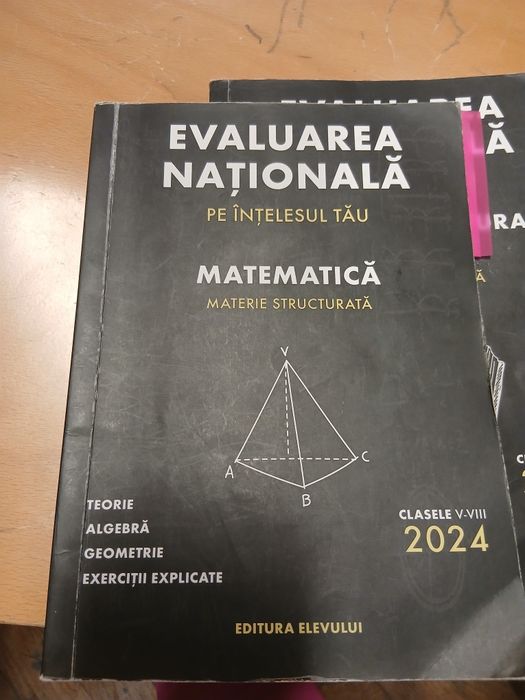 EVALUAREA
NAȚIONALĂ
PE ÎNȚELESUL TĂU
MATEMATICĂ
MATERIE STRUCTURATĂ
V
A
C
B
TEORIE
ALGEBRĂ
GEOMETRIE
EXERCIȚII EXPLICATE
CLASELE V-VIII
2024
EDITURA ELEVULUI